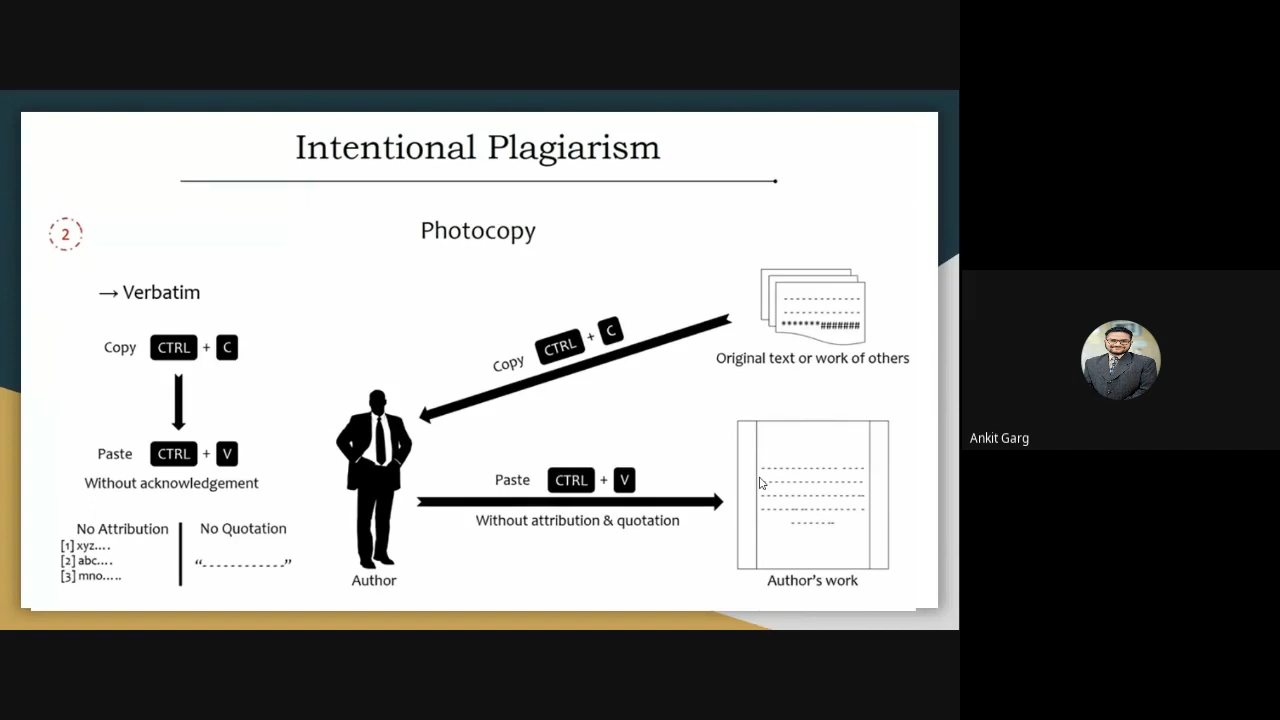 Intentional Plagiarism
2
Photocopy
→ Verbatim
Copy CTRL + C
Paste CTRL + V
Without acknowledgement
No Attribution
[1] xyz....
[2] abc....
[3] mno.....
No Quotation
“------------”
Copy CTRL + C
*******#######
Original text or work of others
Paste CTRL + V
Without attribution & quotation
Author
Author's work
Ankit Garg